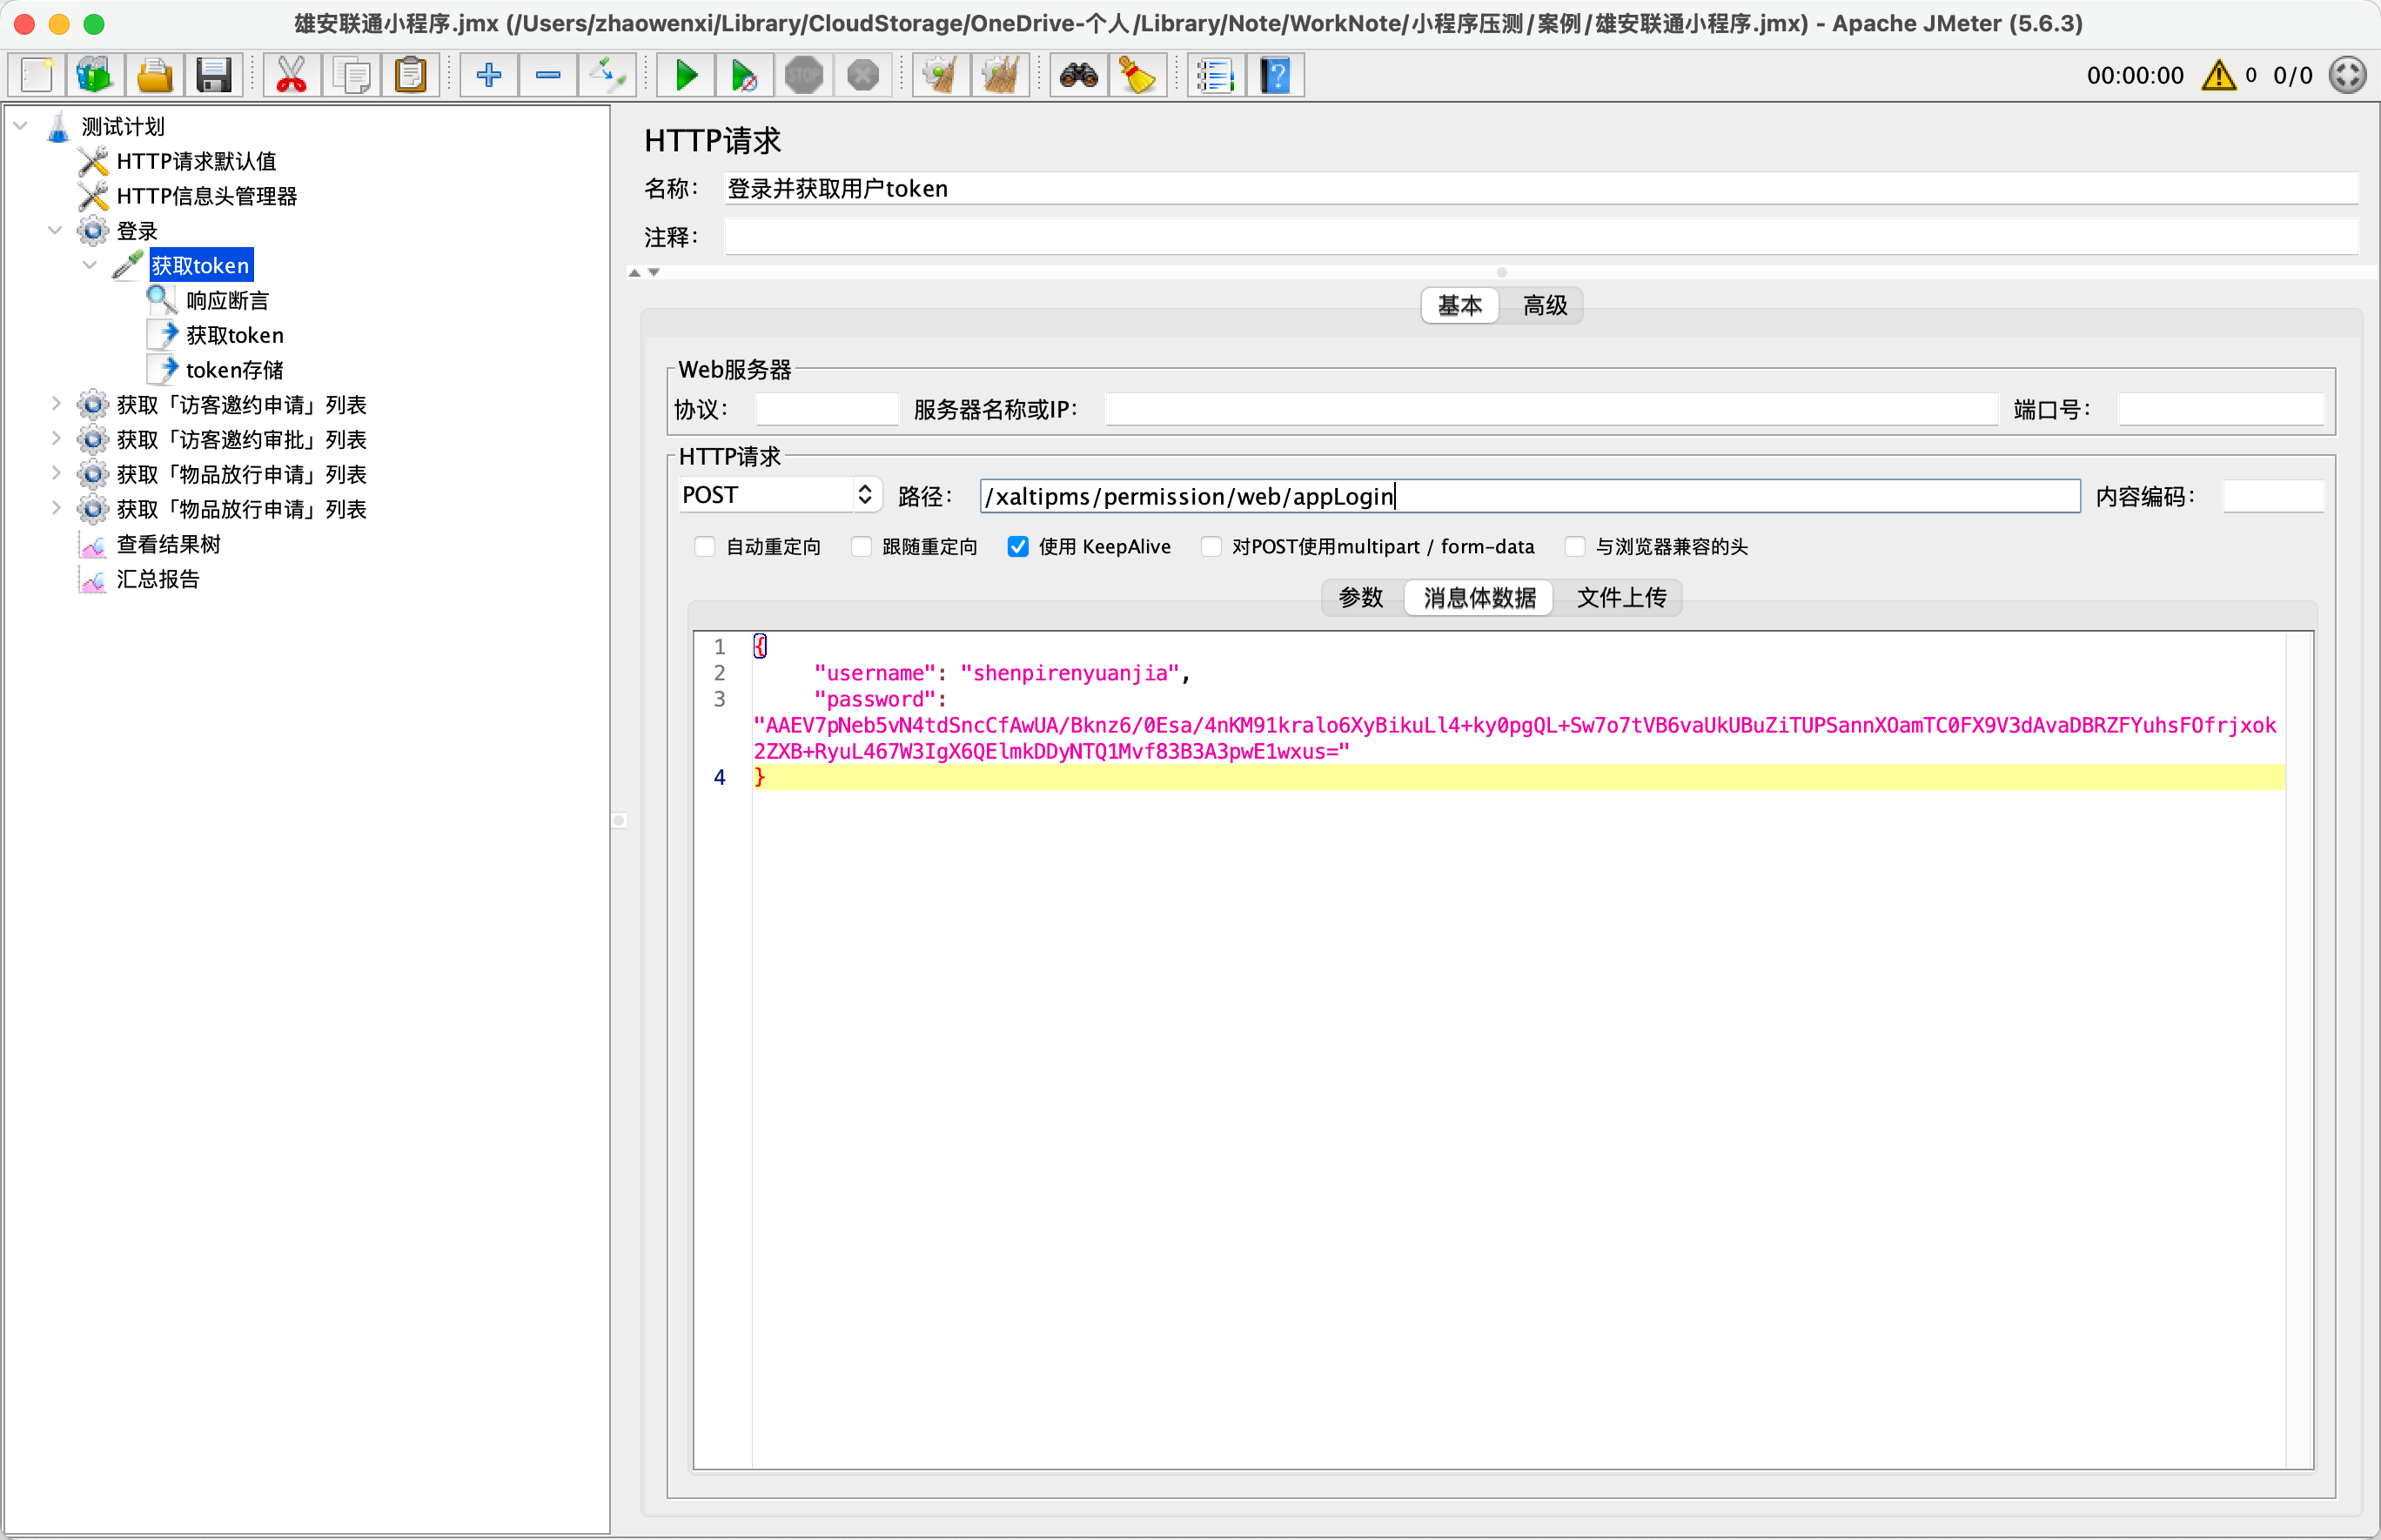 雄安联通小程序.jmx (/Users/zhaowenxi/Library/CloudStorage/OneDrive-个人/Library/Note/WorkNote/小程序压测/案例/雄安联通小程序.jmx) - Apache JMeter (5.6.3)
STOP
00:00:00 0 0/0
测试计划
HTTP请求默认值
HTTP信息头管理器
登录
获取token
响应断言
获取token
token存储
获取「访客邀约申请」列表
获取「访客邀约审批」列表
获取「物品放行申请」列表
获取「物品放行申请」列表
查看结果树
汇总报告
HTTP请求
名称: 登录并获取用户token
注释:
基本 高级
Web服务器
协议: 服务器名称或IP: 端口号:
HTTP请求
POST 路径: /xaltipms/permission/web/appLogin 内容编码:
自动重定向 跟随重定向 使用 KeepAlive 对POST使用multipart / form-data 与浏览器兼容的头
参数 消息体数据 文件上传
1 {
2 "username": "shenpirenyuanjia",
3 "password":
"AAEV7pNeb5vN4tdSncCfAwUA/Bknz6/0Esa/4nKM91kralo6XyBikuLl4+ky0pgQL+Sw7o7tVB6vaUkUBuZiTUPSannXOamTC0FX9V3dAvaDBRZFYuhsFOfrjxok
2ZXB+RyuL467W3IgX6QElmkDDyNTQ1Mvf83B3A3pwE1wxus="
4 }